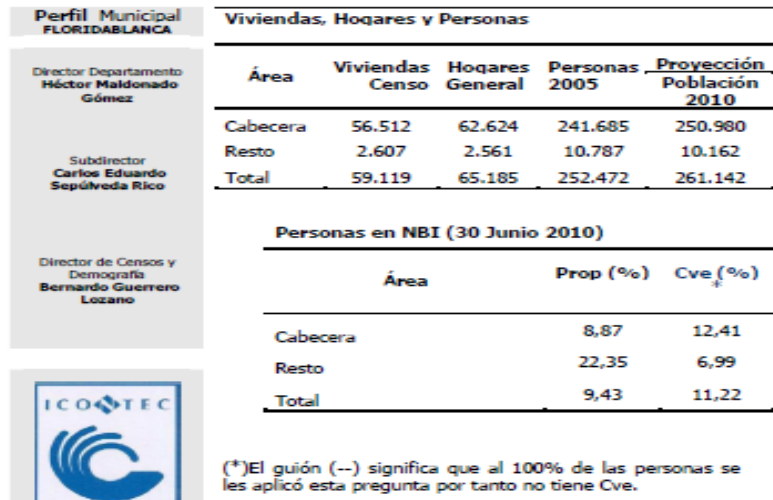 Perfil Municipal
FLORIDABLANCA
Director Departamento
Héctor Maldonado
Gómez
Subdirector
Carlos Eduardo
Sepúlveda Rico
Director de Censos y
Demografía
Bernardo Guerrero
Lozano
ICONTEC
Viviendas, Hogares y Personas
Área Viviendas Censo Hogares General Personas 2005 Proyección Población 2010
Cabecera 56.512 62.624 241.685 250.980
Resto 2.607 2.561 10.787 10.162
Total 59.119 65.185 252.472 261.142
Personas en NBI (30 Junio 2010)
Área Prop (%) Cve (%) *
Cabecera 8,87 12,41
Resto 22,35 6,99
Total 9,43 11,22
(*)El guión (--) significa que al 100% de las personas se
les aplicó esta pregunta por tanto no tiene Cve.